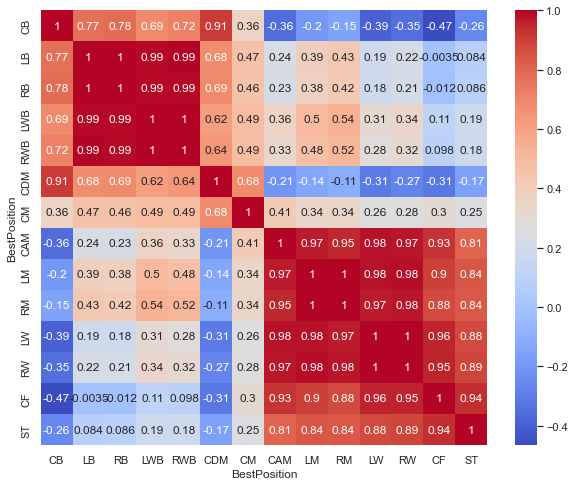 CB 1 0.77 0.78 0.69 0.72 0.91 0.36 -0.36 -0.2 -0.15 -0.39 -0.35 -0.47 -0.26
LB 0.77 1 1 0.99 0.99 0.68 0.47 0.24 0.39 0.43 0.19 0.22 -0.0035 0.084
RB 0.78 1 1 0.99 0.99 0.69 0.46 0.23 0.38 0.42 0.18 0.21 -0.012 0.086
LWB 0.69 0.99 0.99 1 1 0.62 0.49 0.36 0.5 0.54 0.31 0.34 0.11 0.19
RWB 0.72 0.99 0.99 1 1 0.64 0.49 0.33 0.48 0.52 0.28 0.32 0.098 0.18
CDM 0.91 0.68 0.69 0.62 0.64 1 0.68 -0.21 -0.14 -0.11 -0.31 -0.27 -0.31 -0.17
CM 0.36 0.47 0.46 0.49 0.49 0.68 1 0.41 0.34 0.34 0.26 0.28 0.3 0.25
CAM -0.36 0.24 0.23 0.36 0.33 -0.21 0.41 1 0.97 0.95 0.98 0.97 0.93 0.81
LM -0.2 0.39 0.38 0.5 0.48 -0.14 0.34 0.97 1 1 0.98 0.98 0.9 0.84
RM -0.15 0.43 0.42 0.54 0.52 -0.11 0.34 0.95 1 1 0.97 0.98 0.88 0.84
LW -0.39 0.19 0.18 0.31 0.28 -0.31 0.26 0.98 0.98 0.97 1 1 0.96 0.88
RW -0.35 0.22 0.21 0.34 0.32 -0.27 0.28 0.97 0.98 0.98 1 1 0.95 0.89
CF -0.47 -0.0035 -0.012 0.11 0.098 -0.31 0.3 0.93 0.9 0.88 0.96 0.95 1 0.94
ST -0.26 0.084 0.086 0.19 0.18 -0.17 0.25 0.81 0.84 0.84 0.88 0.89 0.94 1
CB LB RB LWB RWB CDM CM CAM LM RM LW RW CF ST
BestPosition
BestPosition
1.0
0.8
0.6
0.4
0.2
0.0
−0.2
−0.4